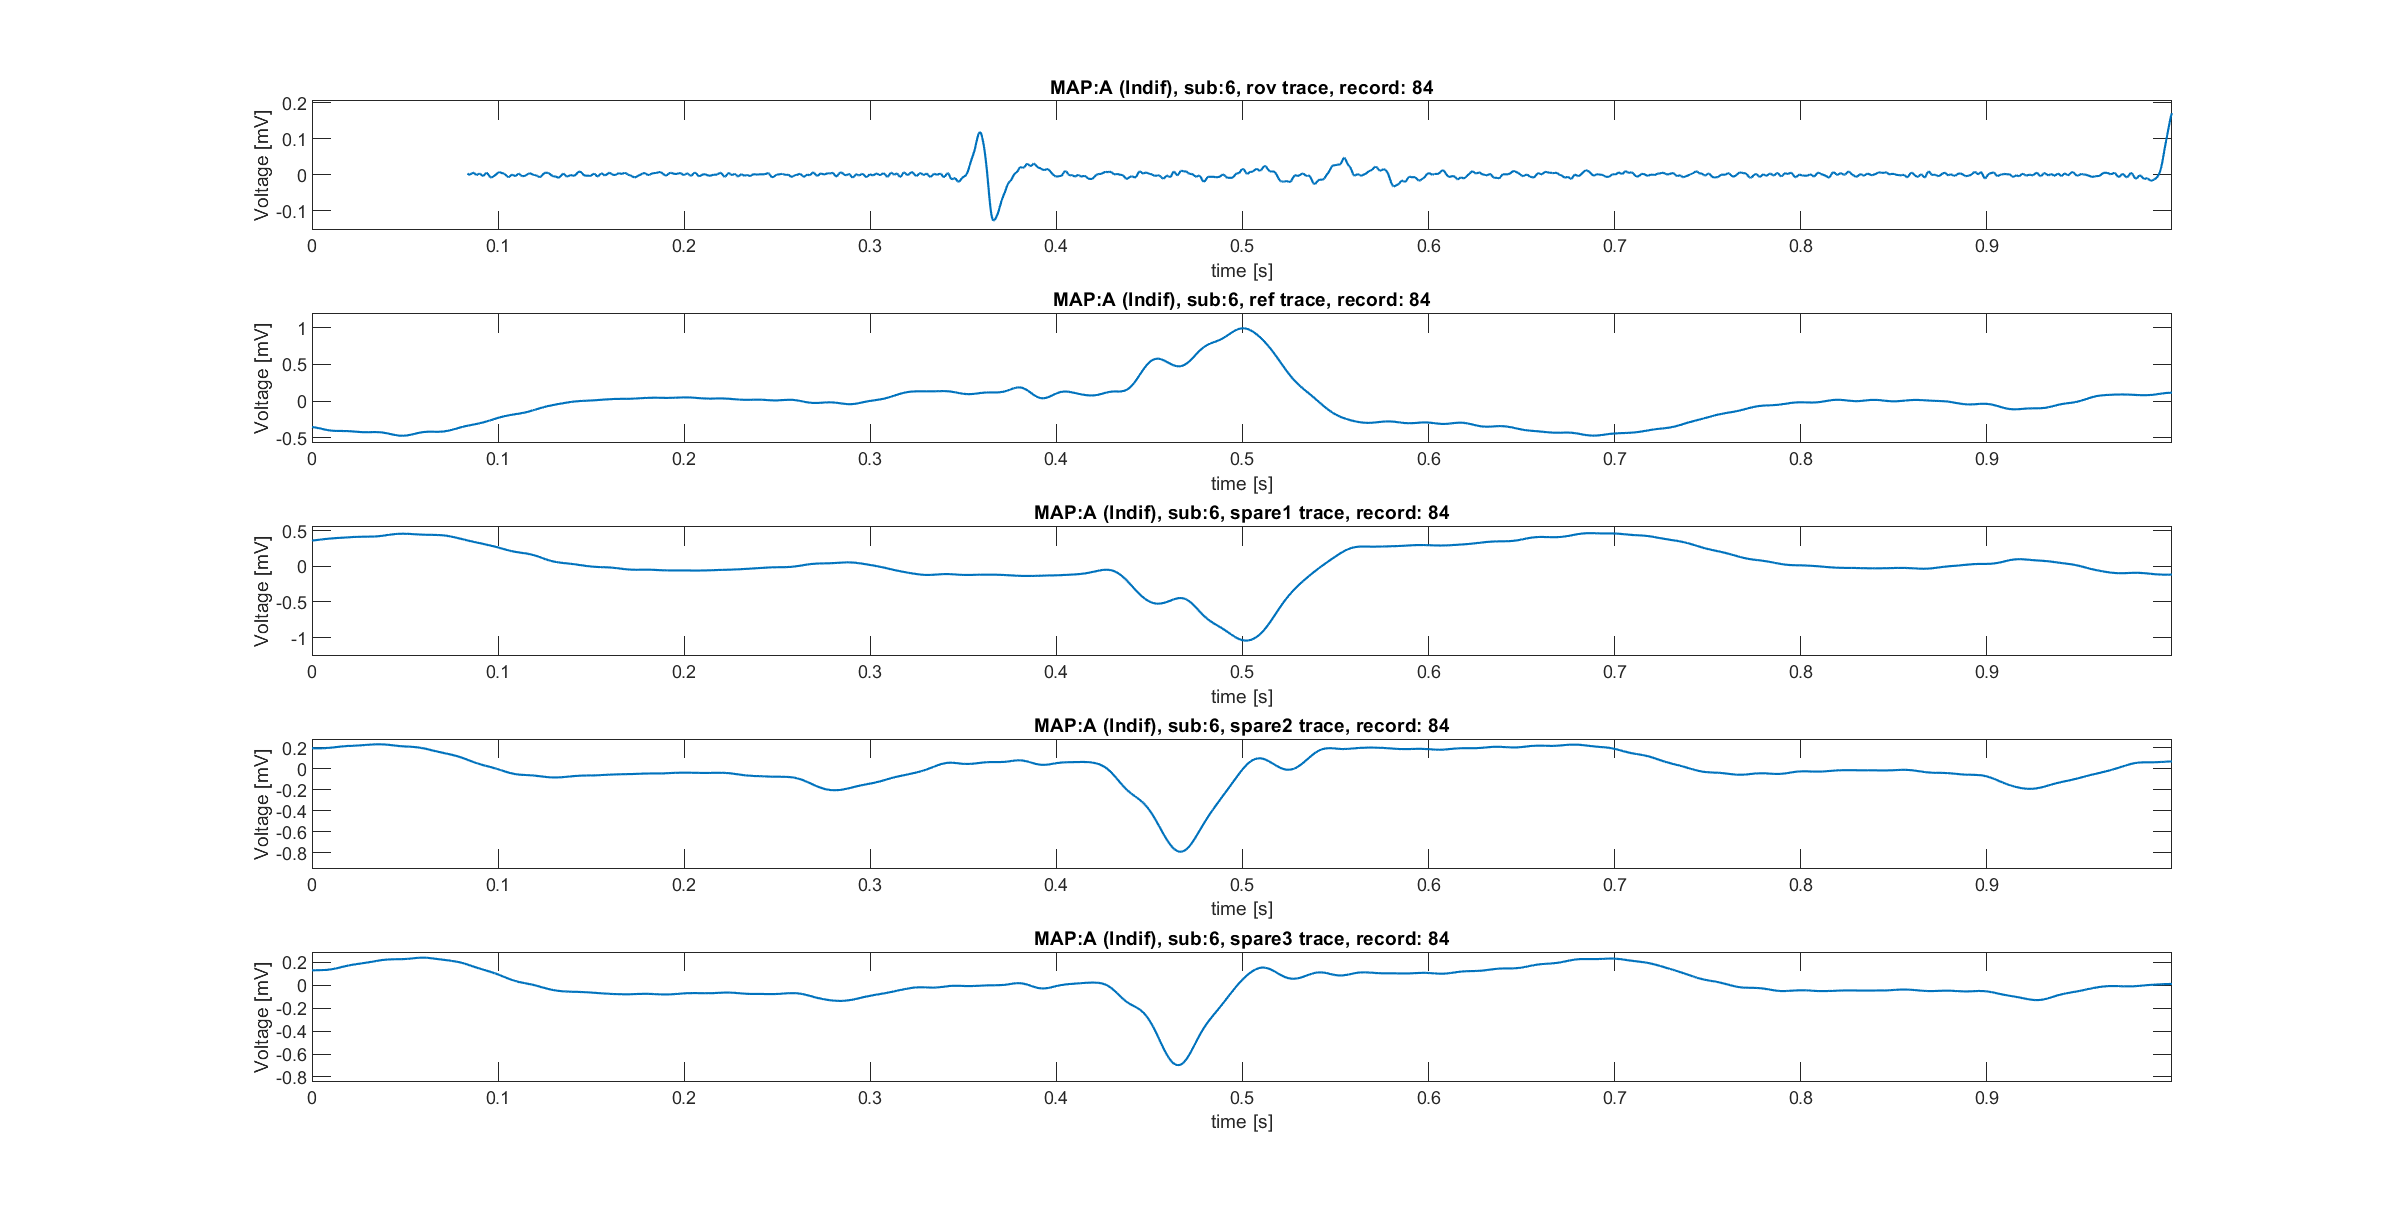 MAP:A (Indif), sub:6, rov trace, record: 84
Voltage [mV]
0.2
0.1
0
-0.1
0 0.1 0.2 0.3 0.4 0.5 0.6 0.7 0.8 0.9
time [s]
MAP:A (Indif), sub:6, ref trace, record: 84
Voltage [mV]
1
0.5
0
-0.5
0 0.1 0.2 0.3 0.4 0.5 0.6 0.7 0.8 0.9
time [s]
MAP:A (Indif), sub:6, spare1 trace, record: 84
Voltage [mV]
0.5
0
-0.5
-1
0 0.1 0.2 0.3 0.4 0.5 0.6 0.7 0.8 0.9
time [s]
MAP:A (Indif), sub:6, spare2 trace, record: 84
Voltage [mV]
0.2
0
-0.2
-0.4
-0.6
-0.8
0 0.1 0.2 0.3 0.4 0.5 0.6 0.7 0.8 0.9
time [s]
MAP:A (Indif), sub:6, spare3 trace, record: 84
Voltage [mV]
0.2
0
-0.2
-0.4
-0.6
-0.8
0 0.1 0.2 0.3 0.4 0.5 0.6 0.7 0.8 0.9
time [s]